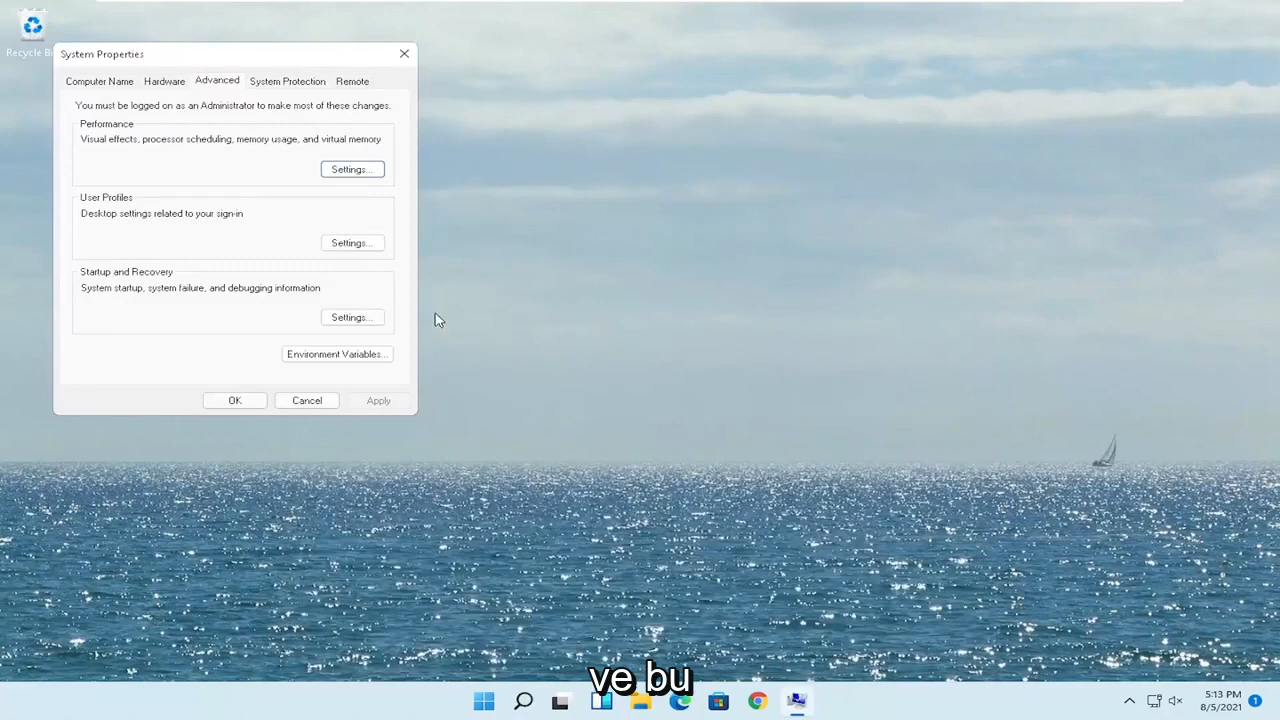 Recycle Bi
System Properties
Computer Name Hardware Advanced System Protection Remote
You must be logged on as an Administrator to make most of these changes.
Performance
Visual effects, processor scheduling, memory usage, and virtual memory
Settings...
User Profiles
Desktop settings related to your sign-in
Settings...
Startup and Recovery
System startup, system failure, and debugging information
Settings...
Environment Variables...
OK Cancel Apply
ve bu
5:13 PM
8/5/2021 1